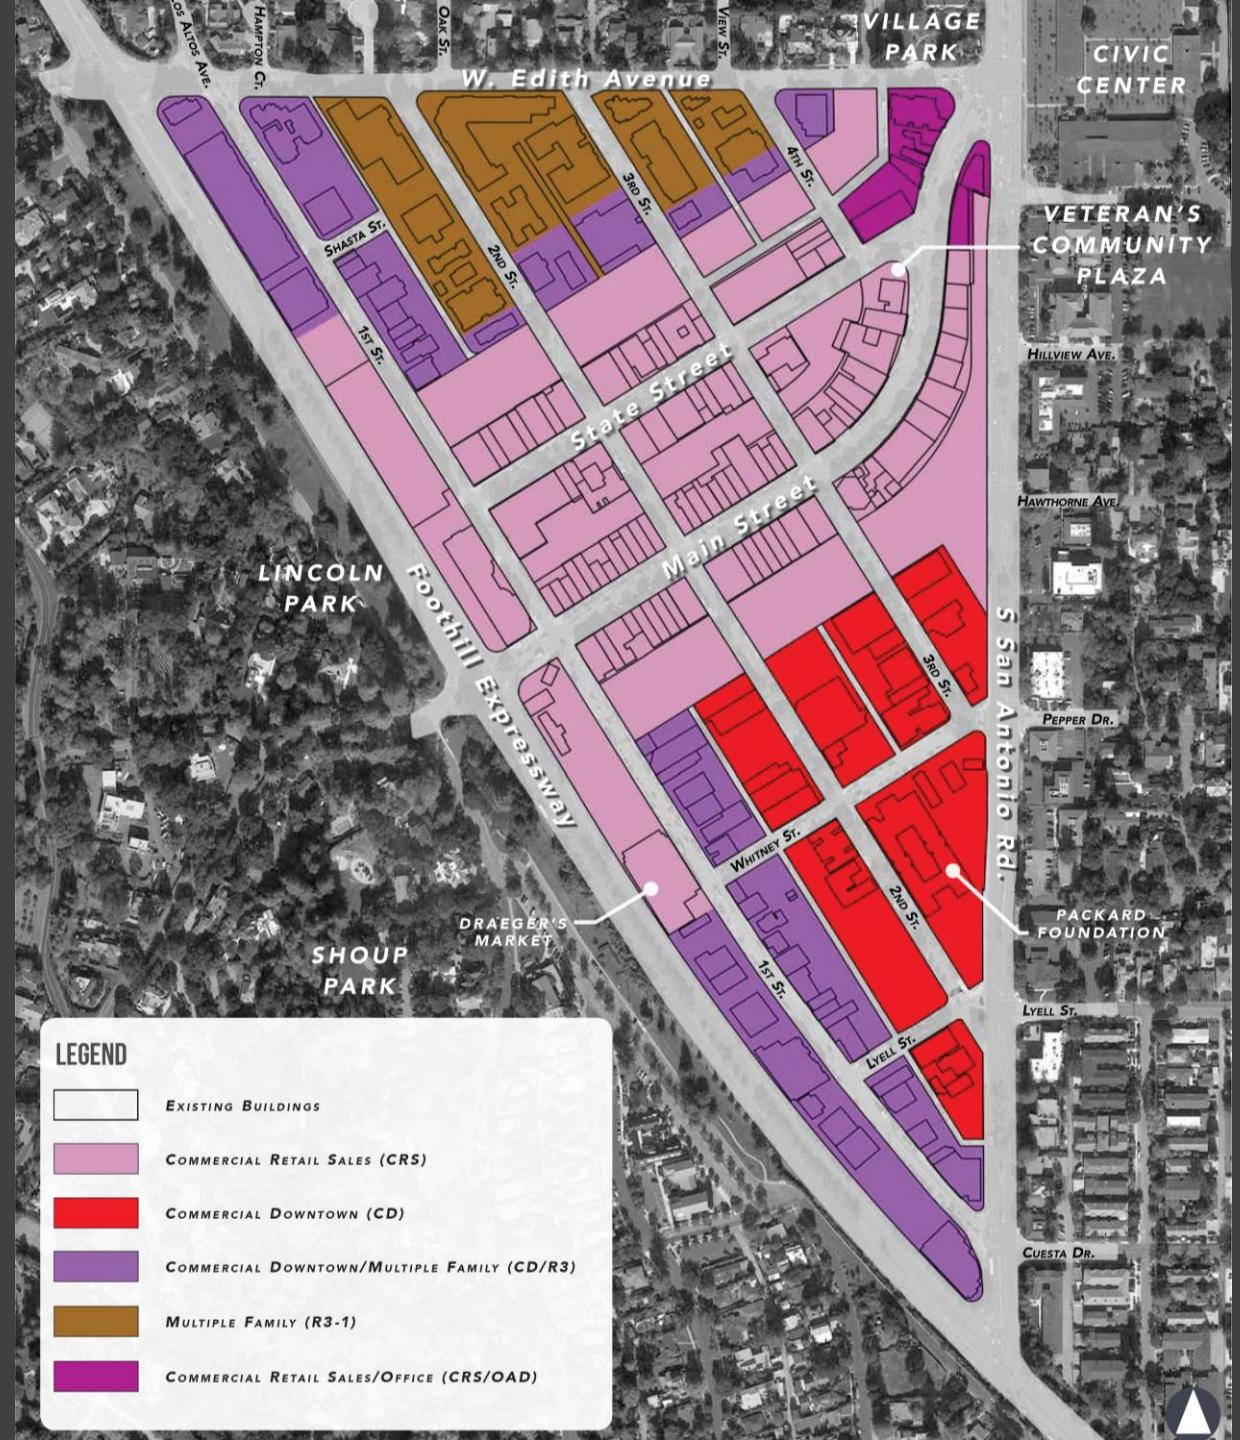 LOS ALTOS AVE.
HAMPTON CT.
OAK ST.
VIEW ST.
VILLAGE
PARK
CIVIC
CENTER
W. Edith Avenue
4TH ST.
3RD ST.
SHASTA ST.
2ND ST.
VETERAN'S
COMMUNITY
PLAZA
1ST ST.
HILLVIEW AVE.
State Street
Main Street
HAWTHORNE AVE.
LINCOLN
PARK
Foothill Expressway
S San Antonio Rd.
3RD ST.
PEPPER DR.
WHITNEY ST.
2ND ST.
DRAEGER'S
MARKET
PACKARD
FOUNDATION
SHOUP
PARK
1ST ST.
LYELL ST.
LYELL ST.
CUESTA DR.
LEGEND
EXISTING BUILDINGS
COMMERCIAL RETAIL SALES (CRS)
COMMERCIAL DOWNTOWN (CD)
COMMERCIAL DOWNTOWN/MULTIPLE FAMILY (CD/R3)
MULTIPLE FAMILY (R3-1)
COMMERCIAL RETAIL SALES/OFFICE (CRS/OAD)